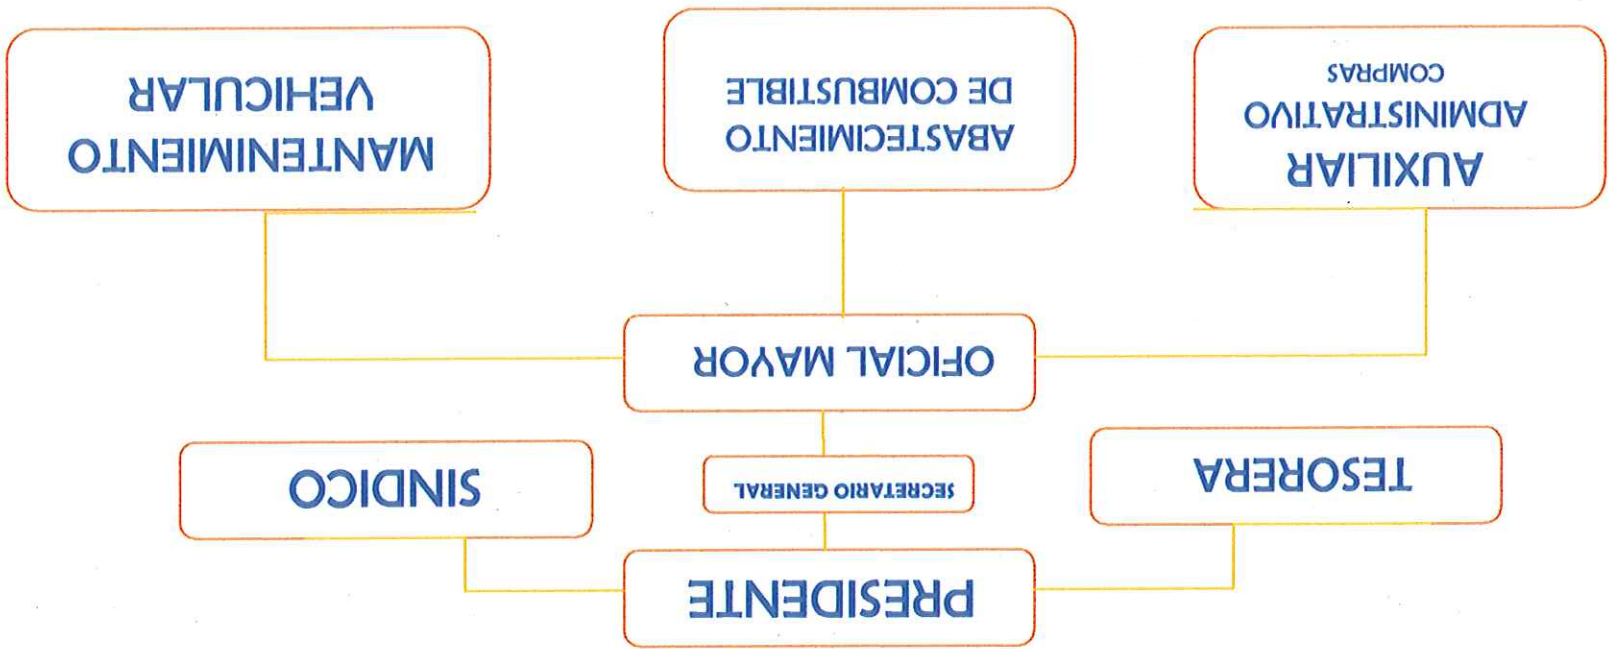 PRESIDENTE
TESORERA
SECRETARIO GENERAL
SINDICO
OFICIAL MAYOR
AUXILIAR
ADMINISTRATIVO
COMPRAS
ABASTECIMIENTO
DE COMBUSTIBLE
MANTENIMIENTO
VEHICULAR